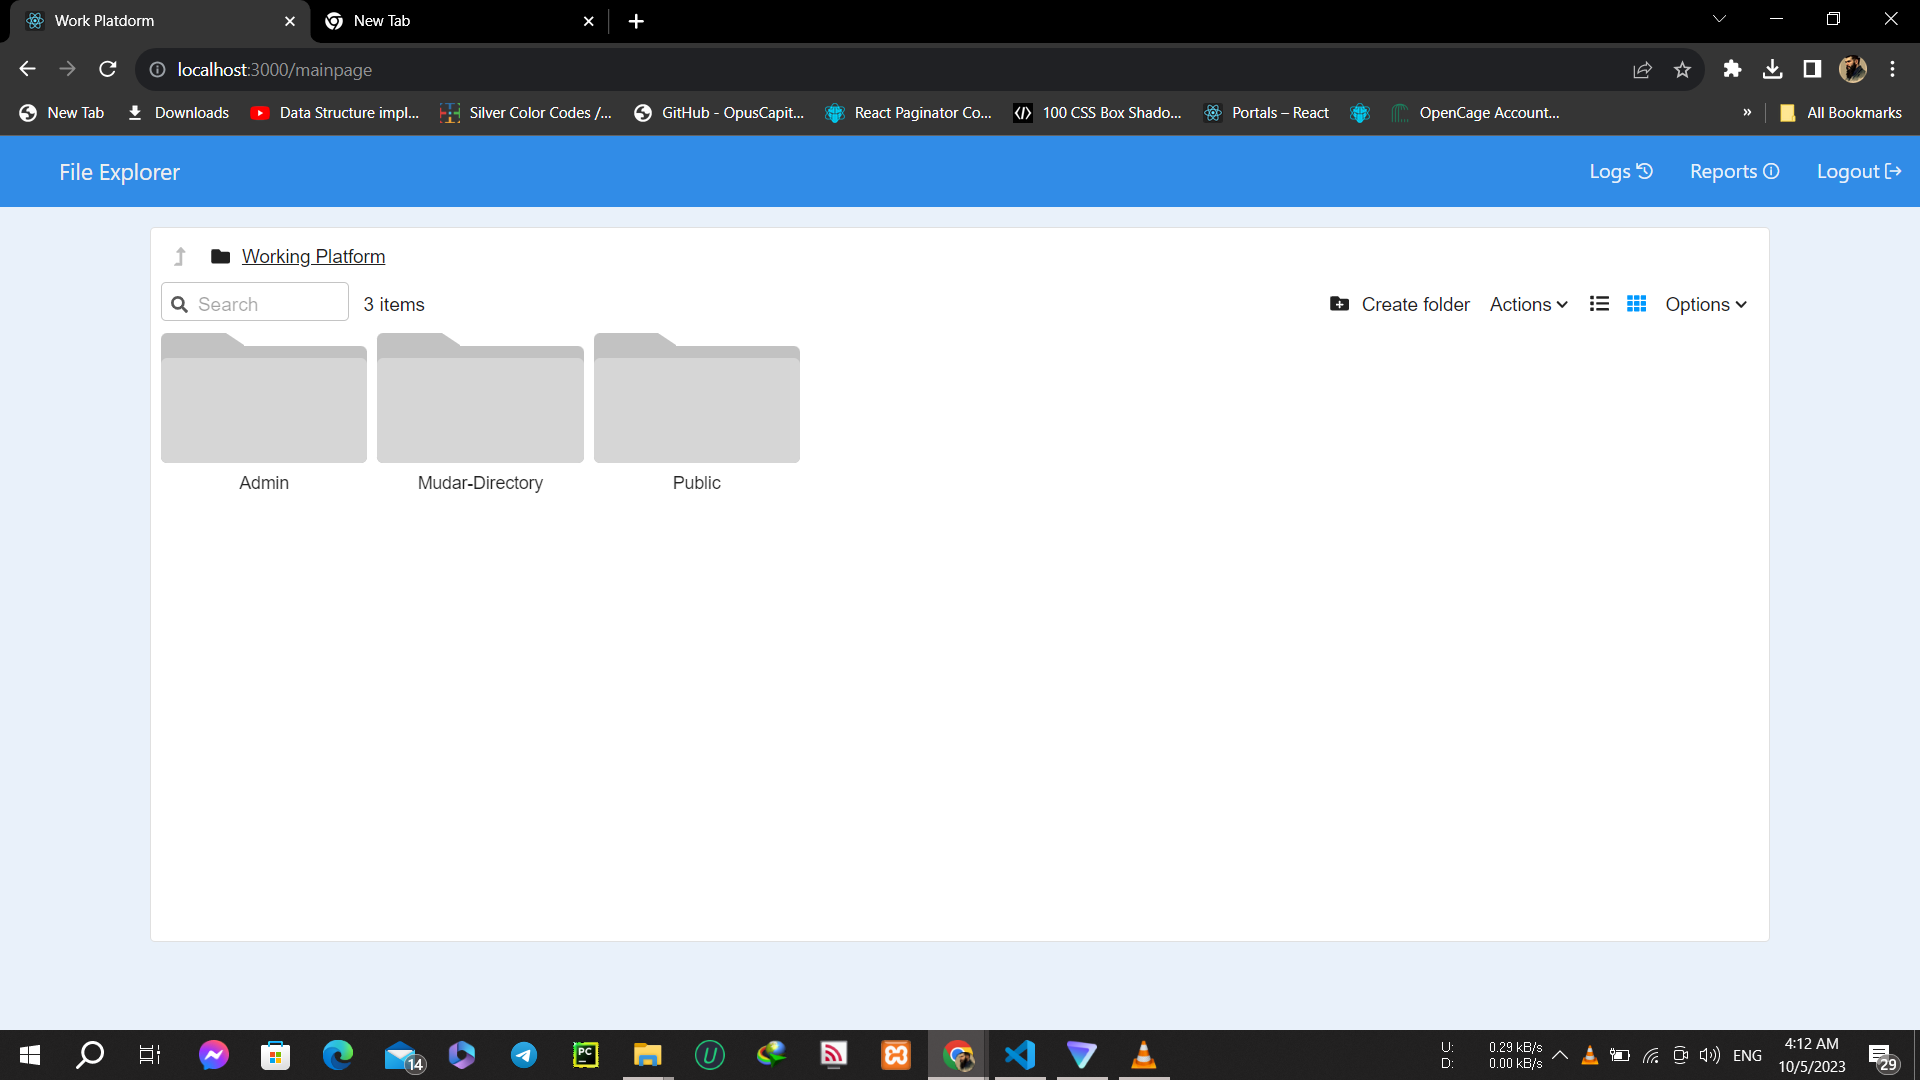 Work Platdorm
New Tab
localhost:3000/mainpage
New Tab
Downloads
Data Structure impl...
Silver Color Codes /...
GitHub - OpusCapit...
React Paginator Co...
100 CSS Box Shado...
Portals – React
OpenCage Account...
»
All Bookmarks
File Explorer
Logs
Reports
Logout
Working Platform
Search
3 items
Create folder
Actions
Options
Admin
Mudar-Directory
Public
14
PC
U
U: 0.29 kB/s
D: 0.00 kB/s
ENG
4:12 AM
10/5/2023
29